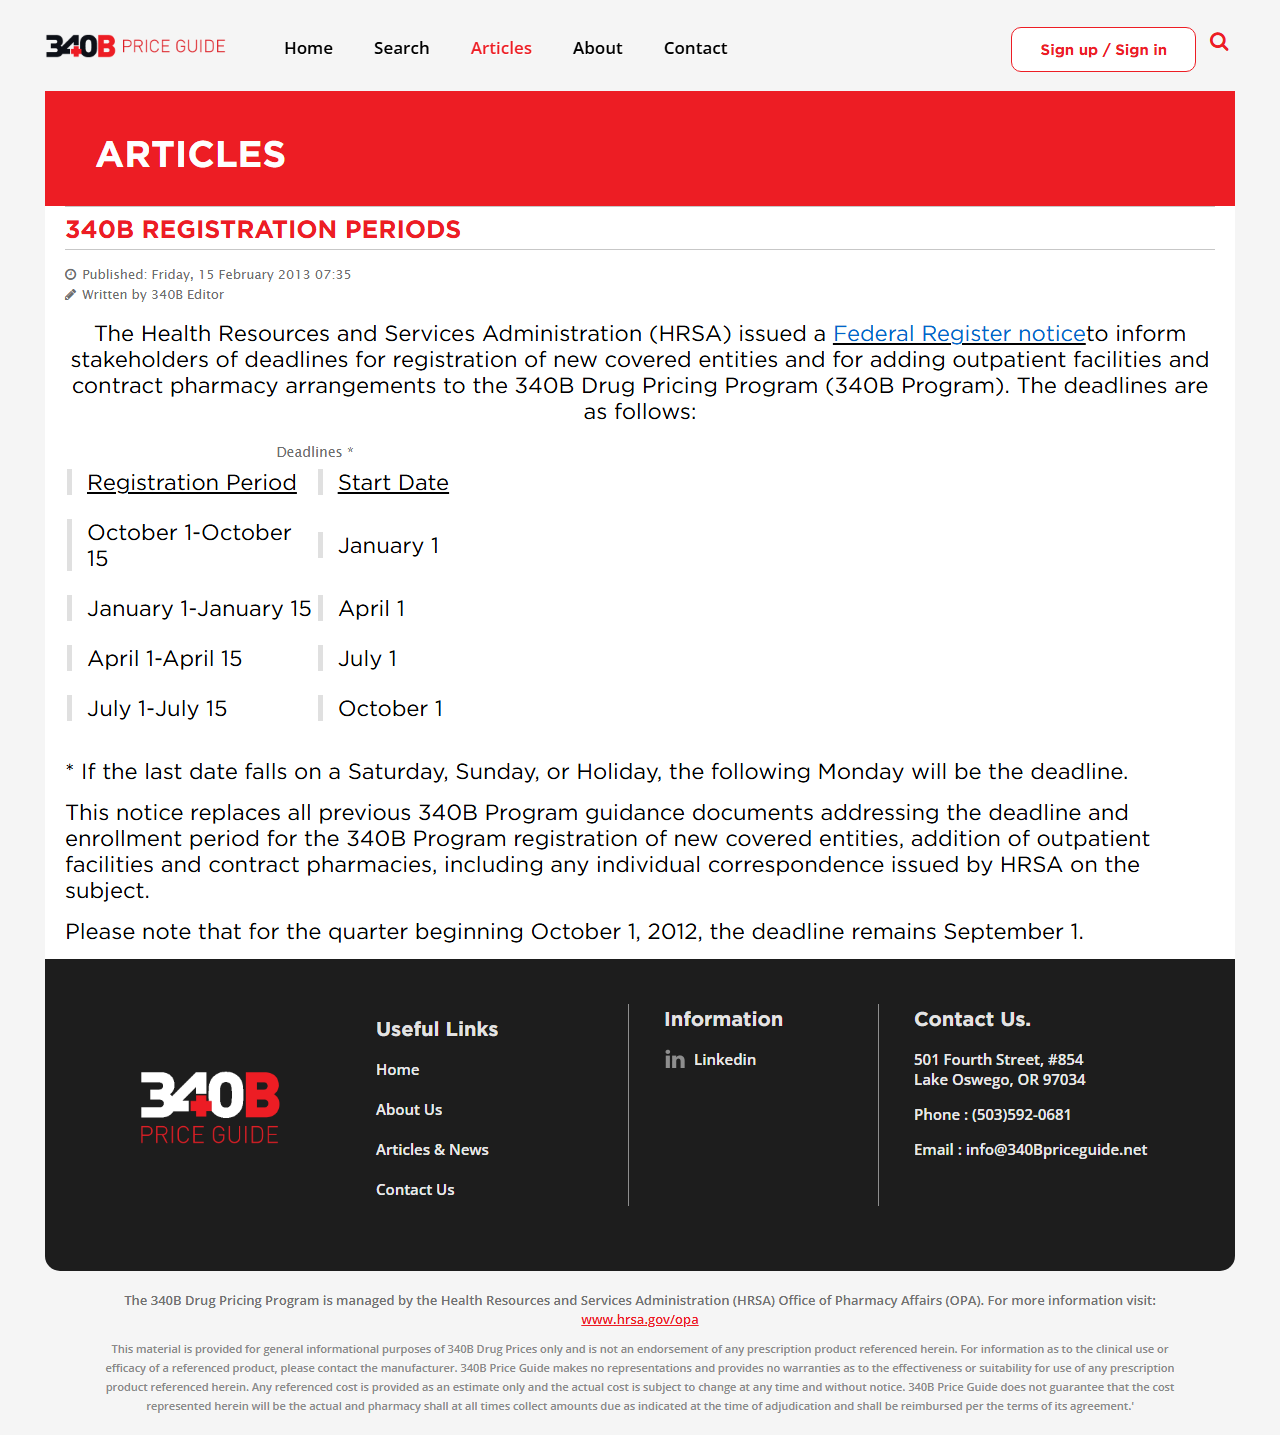 340B PRICE GUIDE
Home Search Articles About Contact
Sign up / Sign in
ARTICLES
340B REGISTRATION PERIODS
Published: Friday, 15 February 2013 07:35
Written by 340B Editor
The Health Resources and Services Administration (HRSA) issued a Federal Register noticeto inform
stakeholders of deadlines for registration of new covered entities and for adding outpatient facilities and
contract pharmacy arrangements to the 340B Drug Pricing Program (340B Program). The deadlines are
as follows:
Deadlines *
Registration Period Start Date
October 1-October
15
January 1
January 1-January 15 April 1
April 1-April 15 July 1
July 1-July 15 October 1
* If the last date falls on a Saturday, Sunday, or Holiday, the following Monday will be the deadline.
This notice replaces all previous 340B Program guidance documents addressing the deadline and
enrollment period for the 340B Program registration of new covered entities, addition of outpatient
facilities and contract pharmacies, including any individual correspondence issued by HRSA on the
subject.
Please note that for the quarter beginning October 1, 2012, the deadline remains September 1.
340B
PRICE GUIDE
Useful Links
Home
About Us
Articles & News
Contact Us
Information
Linkedin
Contact Us.
501 Fourth Street, #854
Lake Oswego, OR 97034
Phone : (503)592-0681
Email : info@340Bpriceguide.net
The 340B Drug Pricing Program is managed by the Health Resources and Services Administration (HRSA) Office of Pharmacy Affairs (OPA). For more information visit:
www.hrsa.gov/opa
This material is provided for general informational purposes of 340B Drug Prices only and is not an endorsement of any prescription product referenced herein. For information as to the clinical use or
efficacy of a referenced product, please contact the manufacturer. 340B Price Guide makes no representations and provides no warranties as to the effectiveness or suitability for use of any prescription
product referenced herein. Any referenced cost is provided as an estimate only and the actual cost is subject to change at any time and without notice. 340B Price Guide does not guarantee that the cost
represented herein will be the actual and pharmacy shall at all times collect amounts due as indicated at the time of adjudication and shall be reimbursed per the terms of its agreement.'